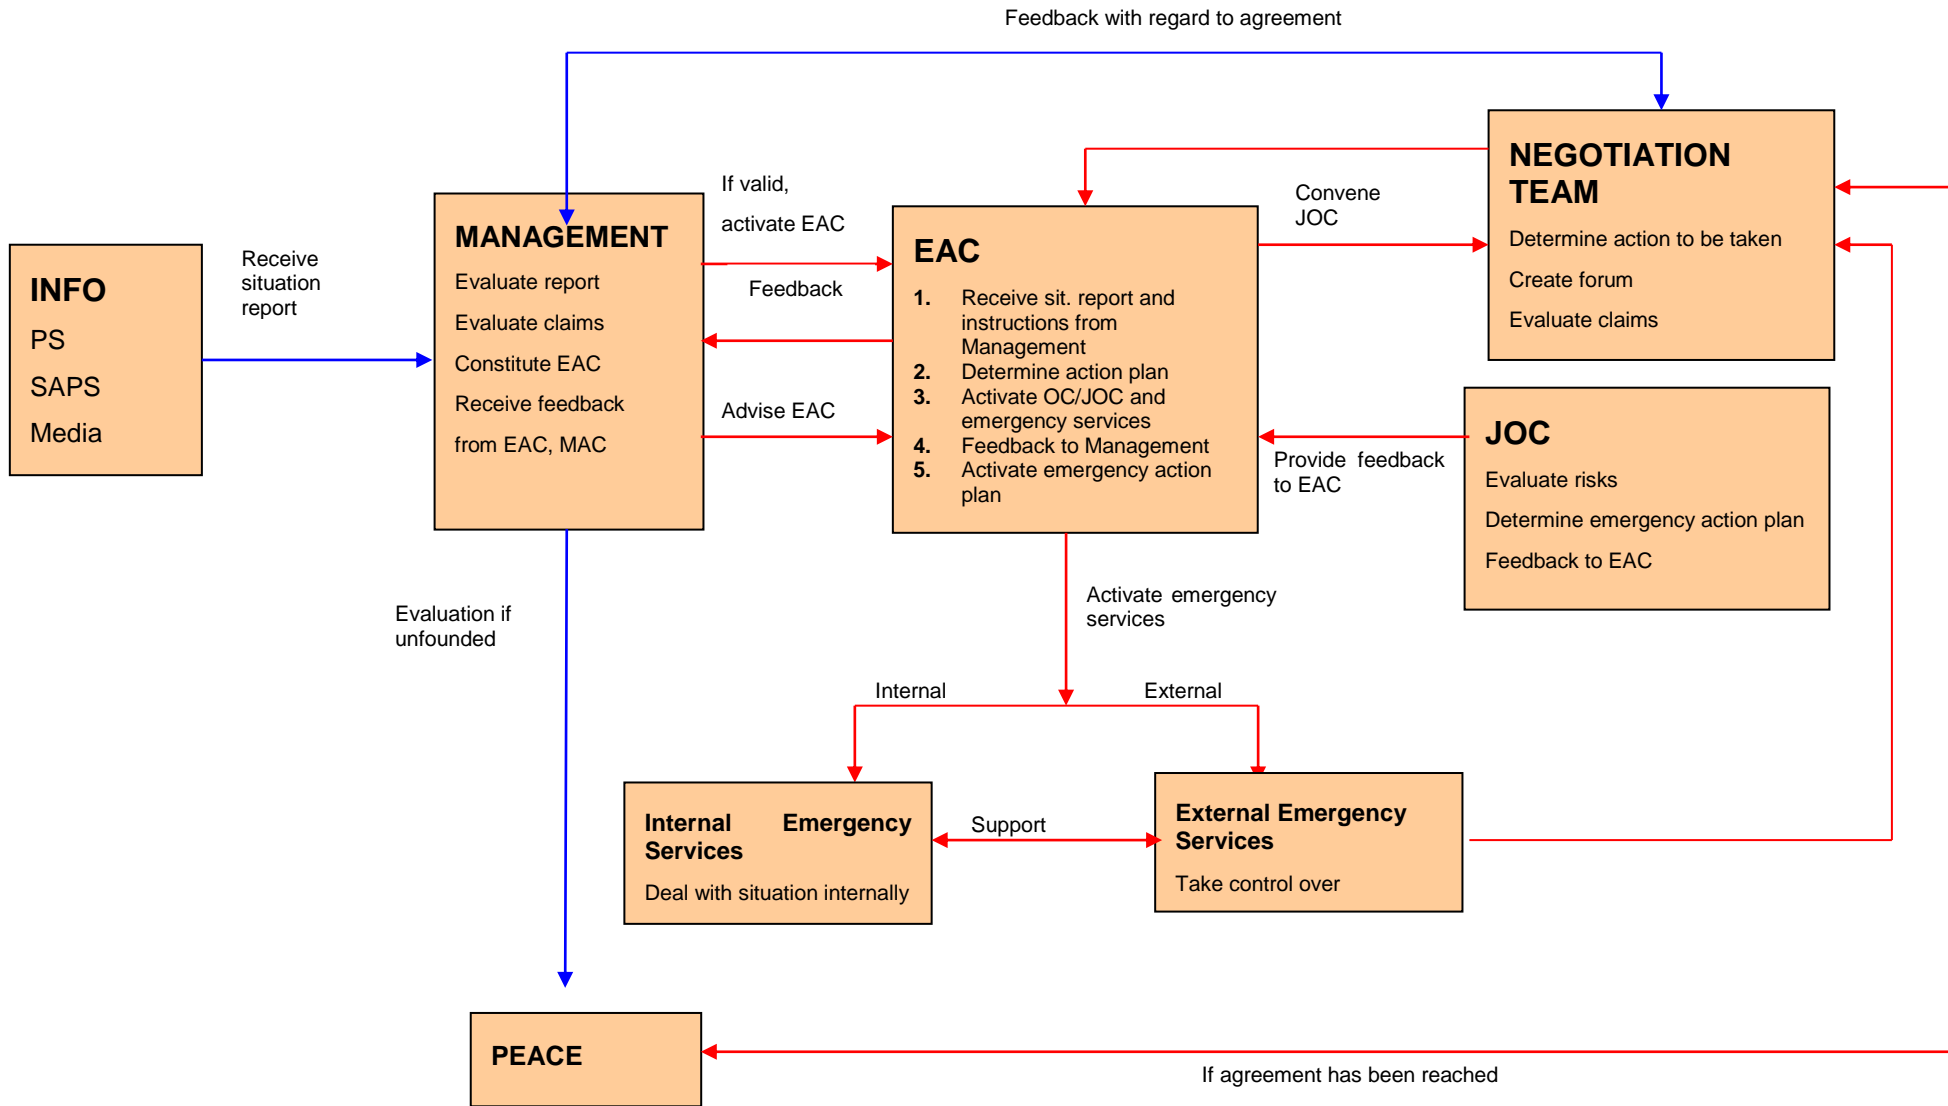 Feedback with regard to agreement
INFO
PS
SAPS
Media
Receive
situation
report
MANAGEMENT
Evaluate report
Evaluate claims
Constitute EAC
Receive feedback
from EAC, MAC
If valid,
activate EAC
Feedback
Advise EAC
EAC
1. Receive sit. report and
instructions from
Management
2. Determine action plan
3. Activate OC/JOC and
emergency services
4. Feedback to Management
5. Activate emergency action
plan
Convene
JOC
NEGOTIATION
TEAM
Determine action to be taken
Create forum
Evaluate claims
Provide feedback
to EAC
JOC
Evaluate risks
Determine emergency action plan
Feedback to EAC
Evaluation if
unfounded
Activate emergency
services
Internal
External
Internal Emergency
Services
Deal with situation internally
Support
External Emergency
Services
Take control over
PEACE
If agreement has been reached